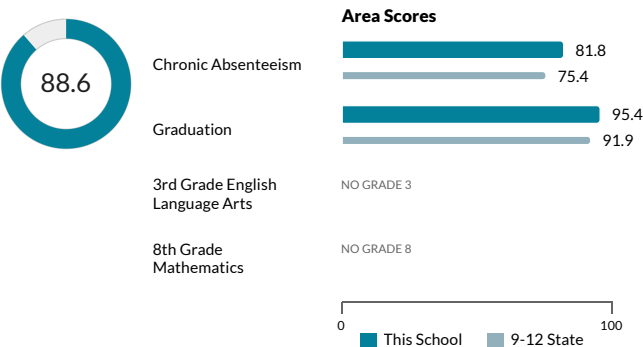 Area Scores
88.6
Chronic Absenteeism
81.8
75.4
Graduation
95.4
91.9
3rd Grade English
Language Arts
NO GRADE 3
8th Grade
Mathematics
NO GRADE 8
0
100
This School
9-12 State